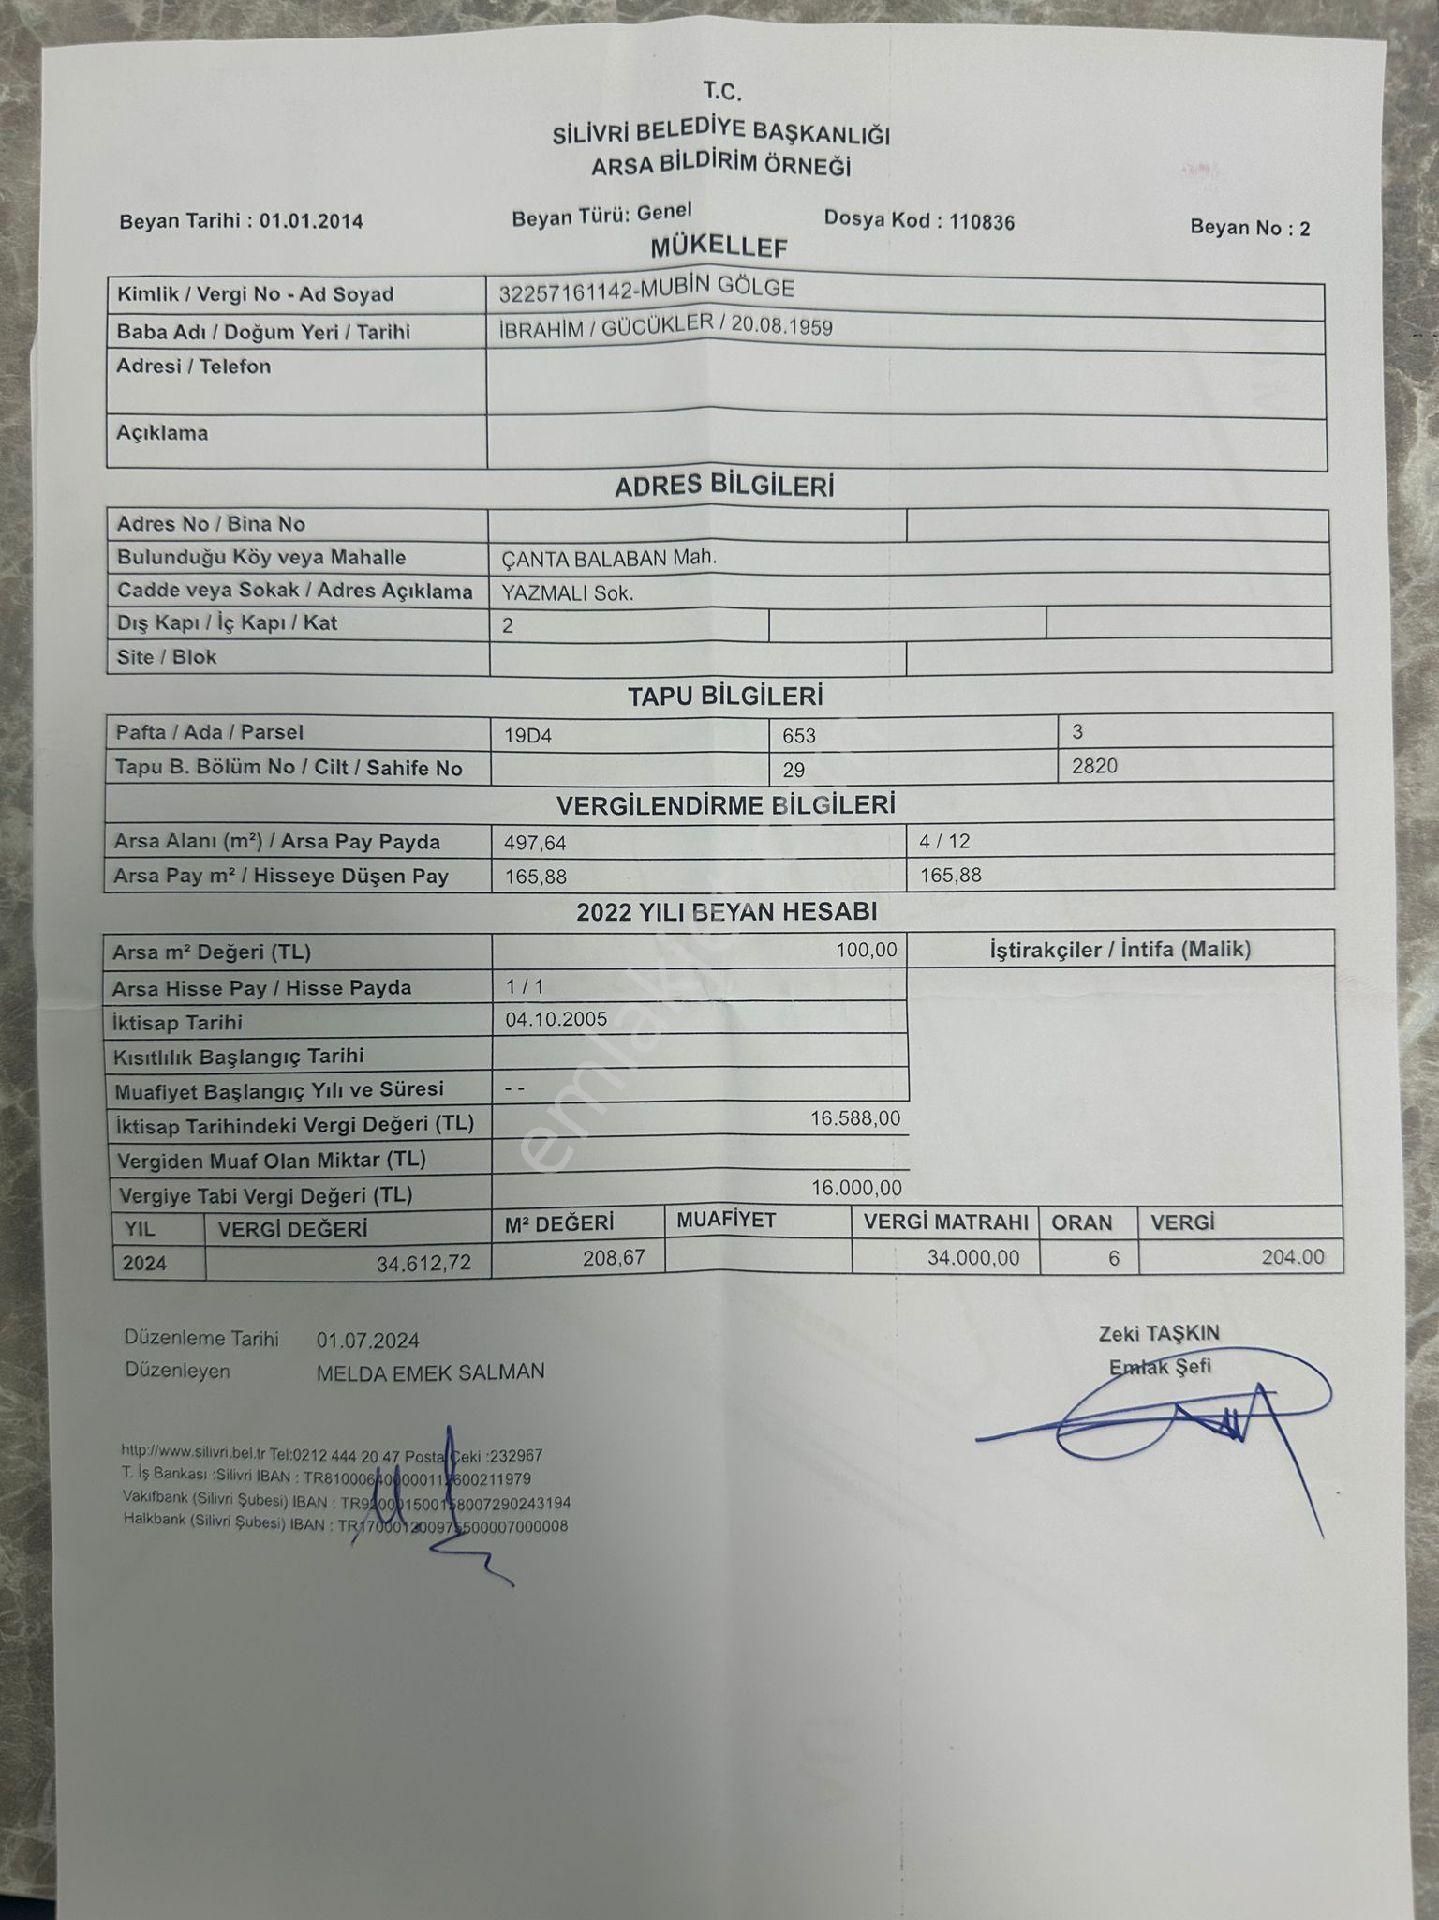 T.C.
SİLİVRİ BELEDİYE BAŞKANLIĞI
ARSA BİLDİRİM ÖRNEĞİ
Beyan Tarihi : 01.01.2014 Beyan Türü: Genel Dosya Kod : 110836 Beyan No : 2
MÜKELLEF
Kimlik / Vergi No - Ad Soyad 32257161142-MUBİN GÖLGE
Baba Adı / Doğum Yeri / Tarihi İBRAHİM / GÜCÜKLER / 20.08.1959
Adresi / Telefon
Açıklama
ADRES BİLGİLERİ
Adres No / Bina No
Bulunduğu Köy veya Mahalle ÇANTA BALABAN Mah.
Cadde veya Sokak / Adres Açıklama YAZMALI Sok.
Dış Kapı / İç Kapı / Kat 2
Site / Blok
TAPU BİLGİLERİ
Pafta / Ada / Parsel 19D4 653 3
Tapu B. Bölüm No / Cilt / Sahife No 29 2820
VERGİLENDİRME BİLGİLERİ
Arsa Alanı (m²) / Arsa Pay Payda 497,64 4 / 12
Arsa Pay m² / Hisseye Düşen Pay 165,88 165,88
2022 YILI BEYAN HESABI
Arsa m² Değeri (TL) 100,00 İştirakçiler / İntifa (Malik)
Arsa Hisse Pay / Hisse Payda 1 / 1
İktisap Tarihi 04.10.2005
Kısıtlılık Başlangıç Tarihi
Muafiyet Başlangıç Yılı ve Süresi - -
İktisap Tarihindeki Vergi Değeri (TL) 16.588,00
Vergiden Muaf Olan Miktar (TL)
Vergiye Tabi Vergi Değeri (TL) 16.000,00
YIL VERGİ DEĞERİ M² DEĞERİ MUAFİYET VERGİ MATRAHI ORAN VERGİ
2024 34.612,72 208,67 34.000,00 6 204.00
Düzenleme Tarihi 01.07.2024
Düzenleyen MELDA EMEK SALMAN
Zeki TAŞKIN
Emlak Şefi
http://www.silivri.bel.tr Tel:0212 444 20 47 Posta Çeki :232967
T. İş Bankası :Silivri IBAN :
Vakıfbank (Silivri Şubesi) IBAN :
Halkbank (Silivri Şubesi) IBAN :